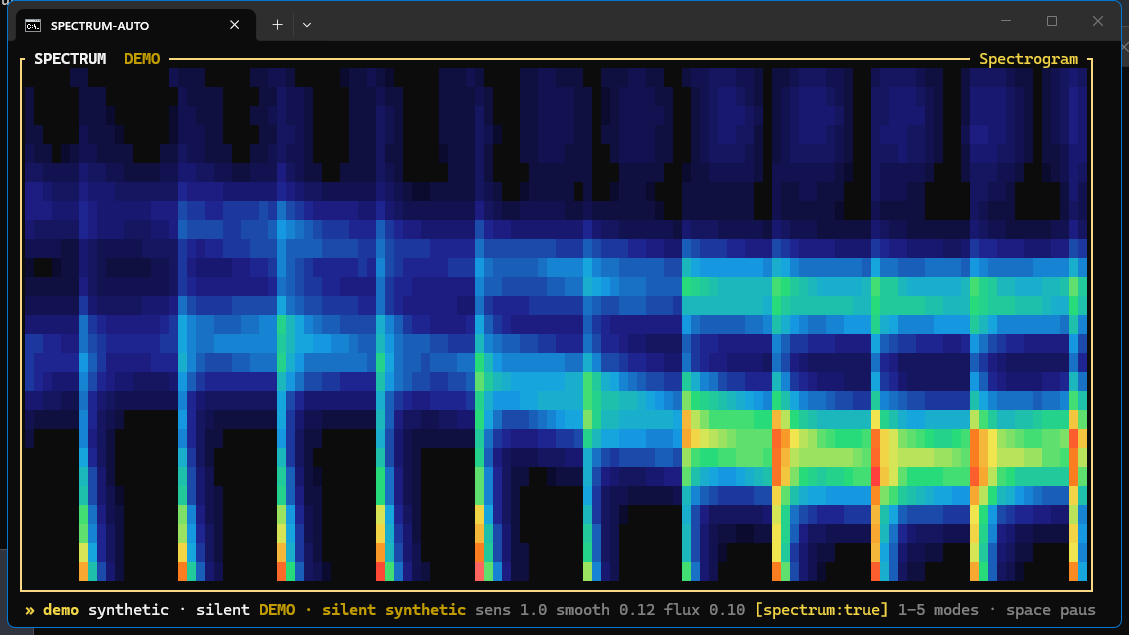 SPECTRUM-AUTO
SPECTRUM DEMO Spectrogram
» demo synthetic · silent DEMO · silent synthetic sens 1.0 smooth 0.12 flux 0.10 [spectrum:true] 1-5 modes · space paus